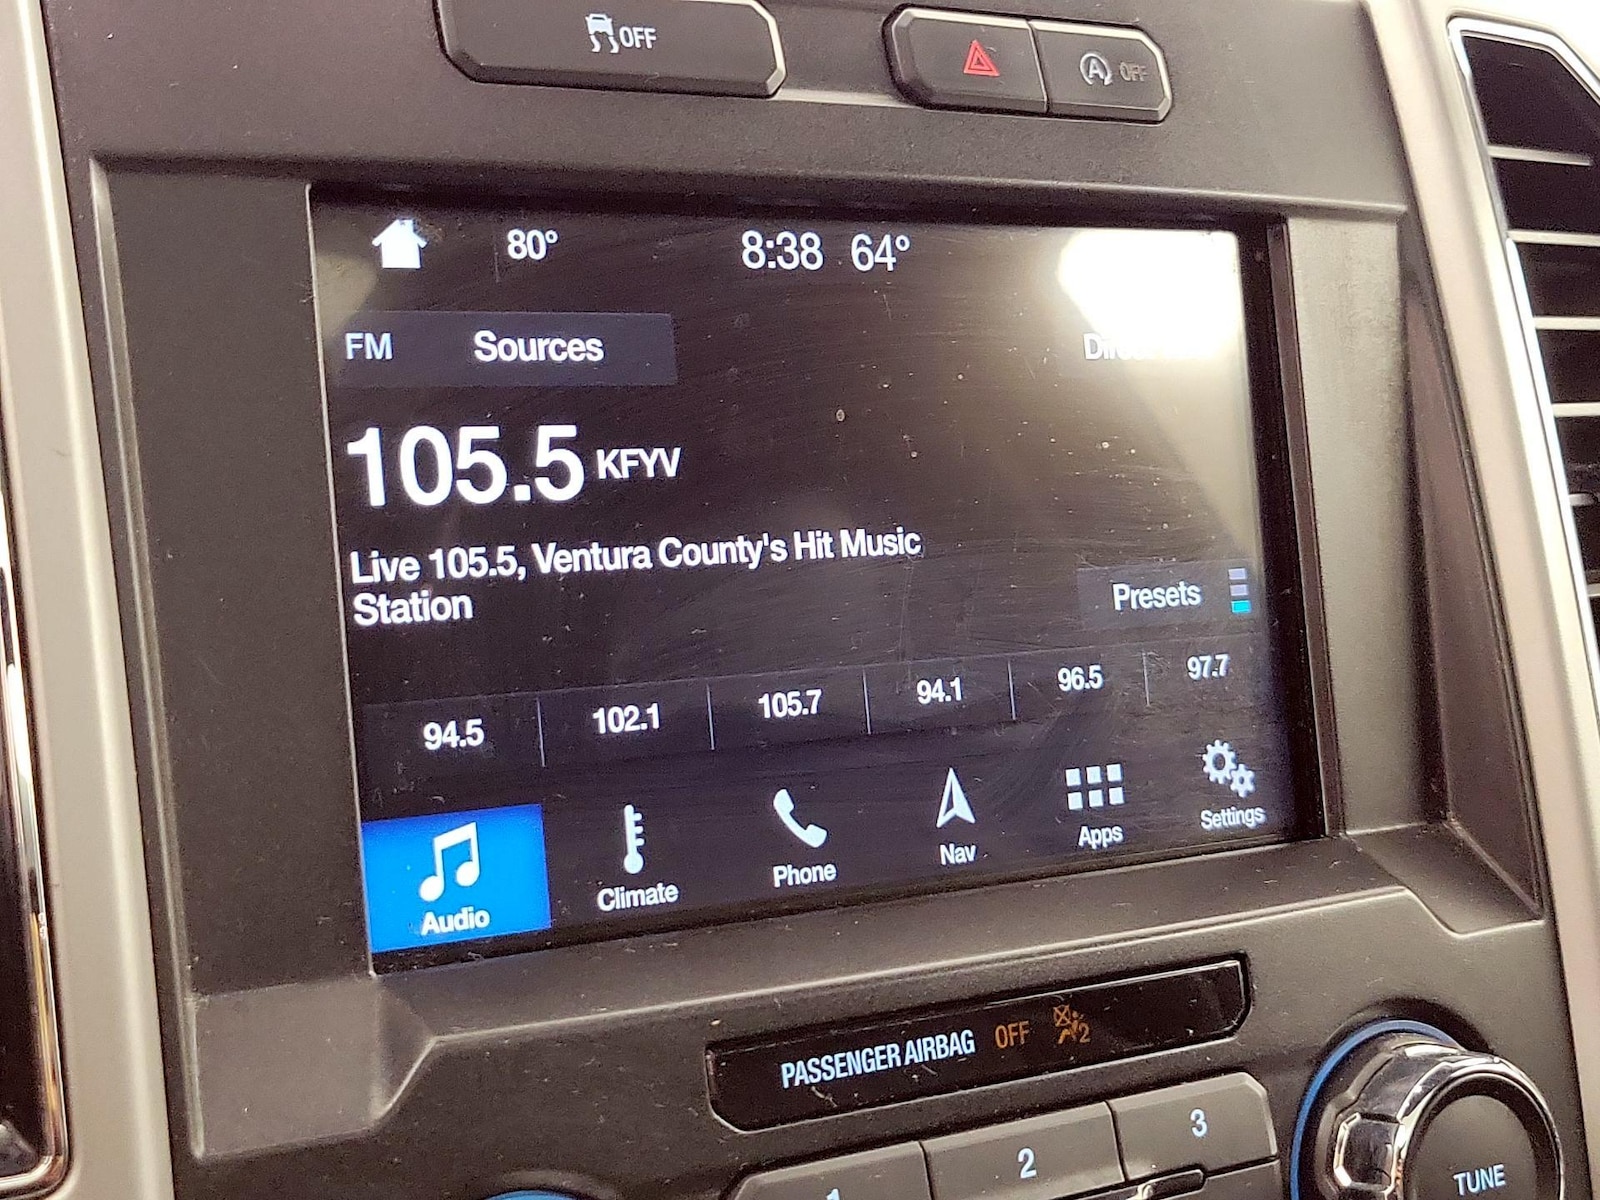 OFF
A OFF
80° 8:38 64°
FM Sources
105.5 KFYV
Live 105.5, Ventura County's Hit Music
Station
Presets
94.5 102.1 105.7 94.1 96.5 97.7
Audio Climate Phone Nav Apps Settings
PASSENGER AIRBAG OFF 2
1 2 3
TUNE